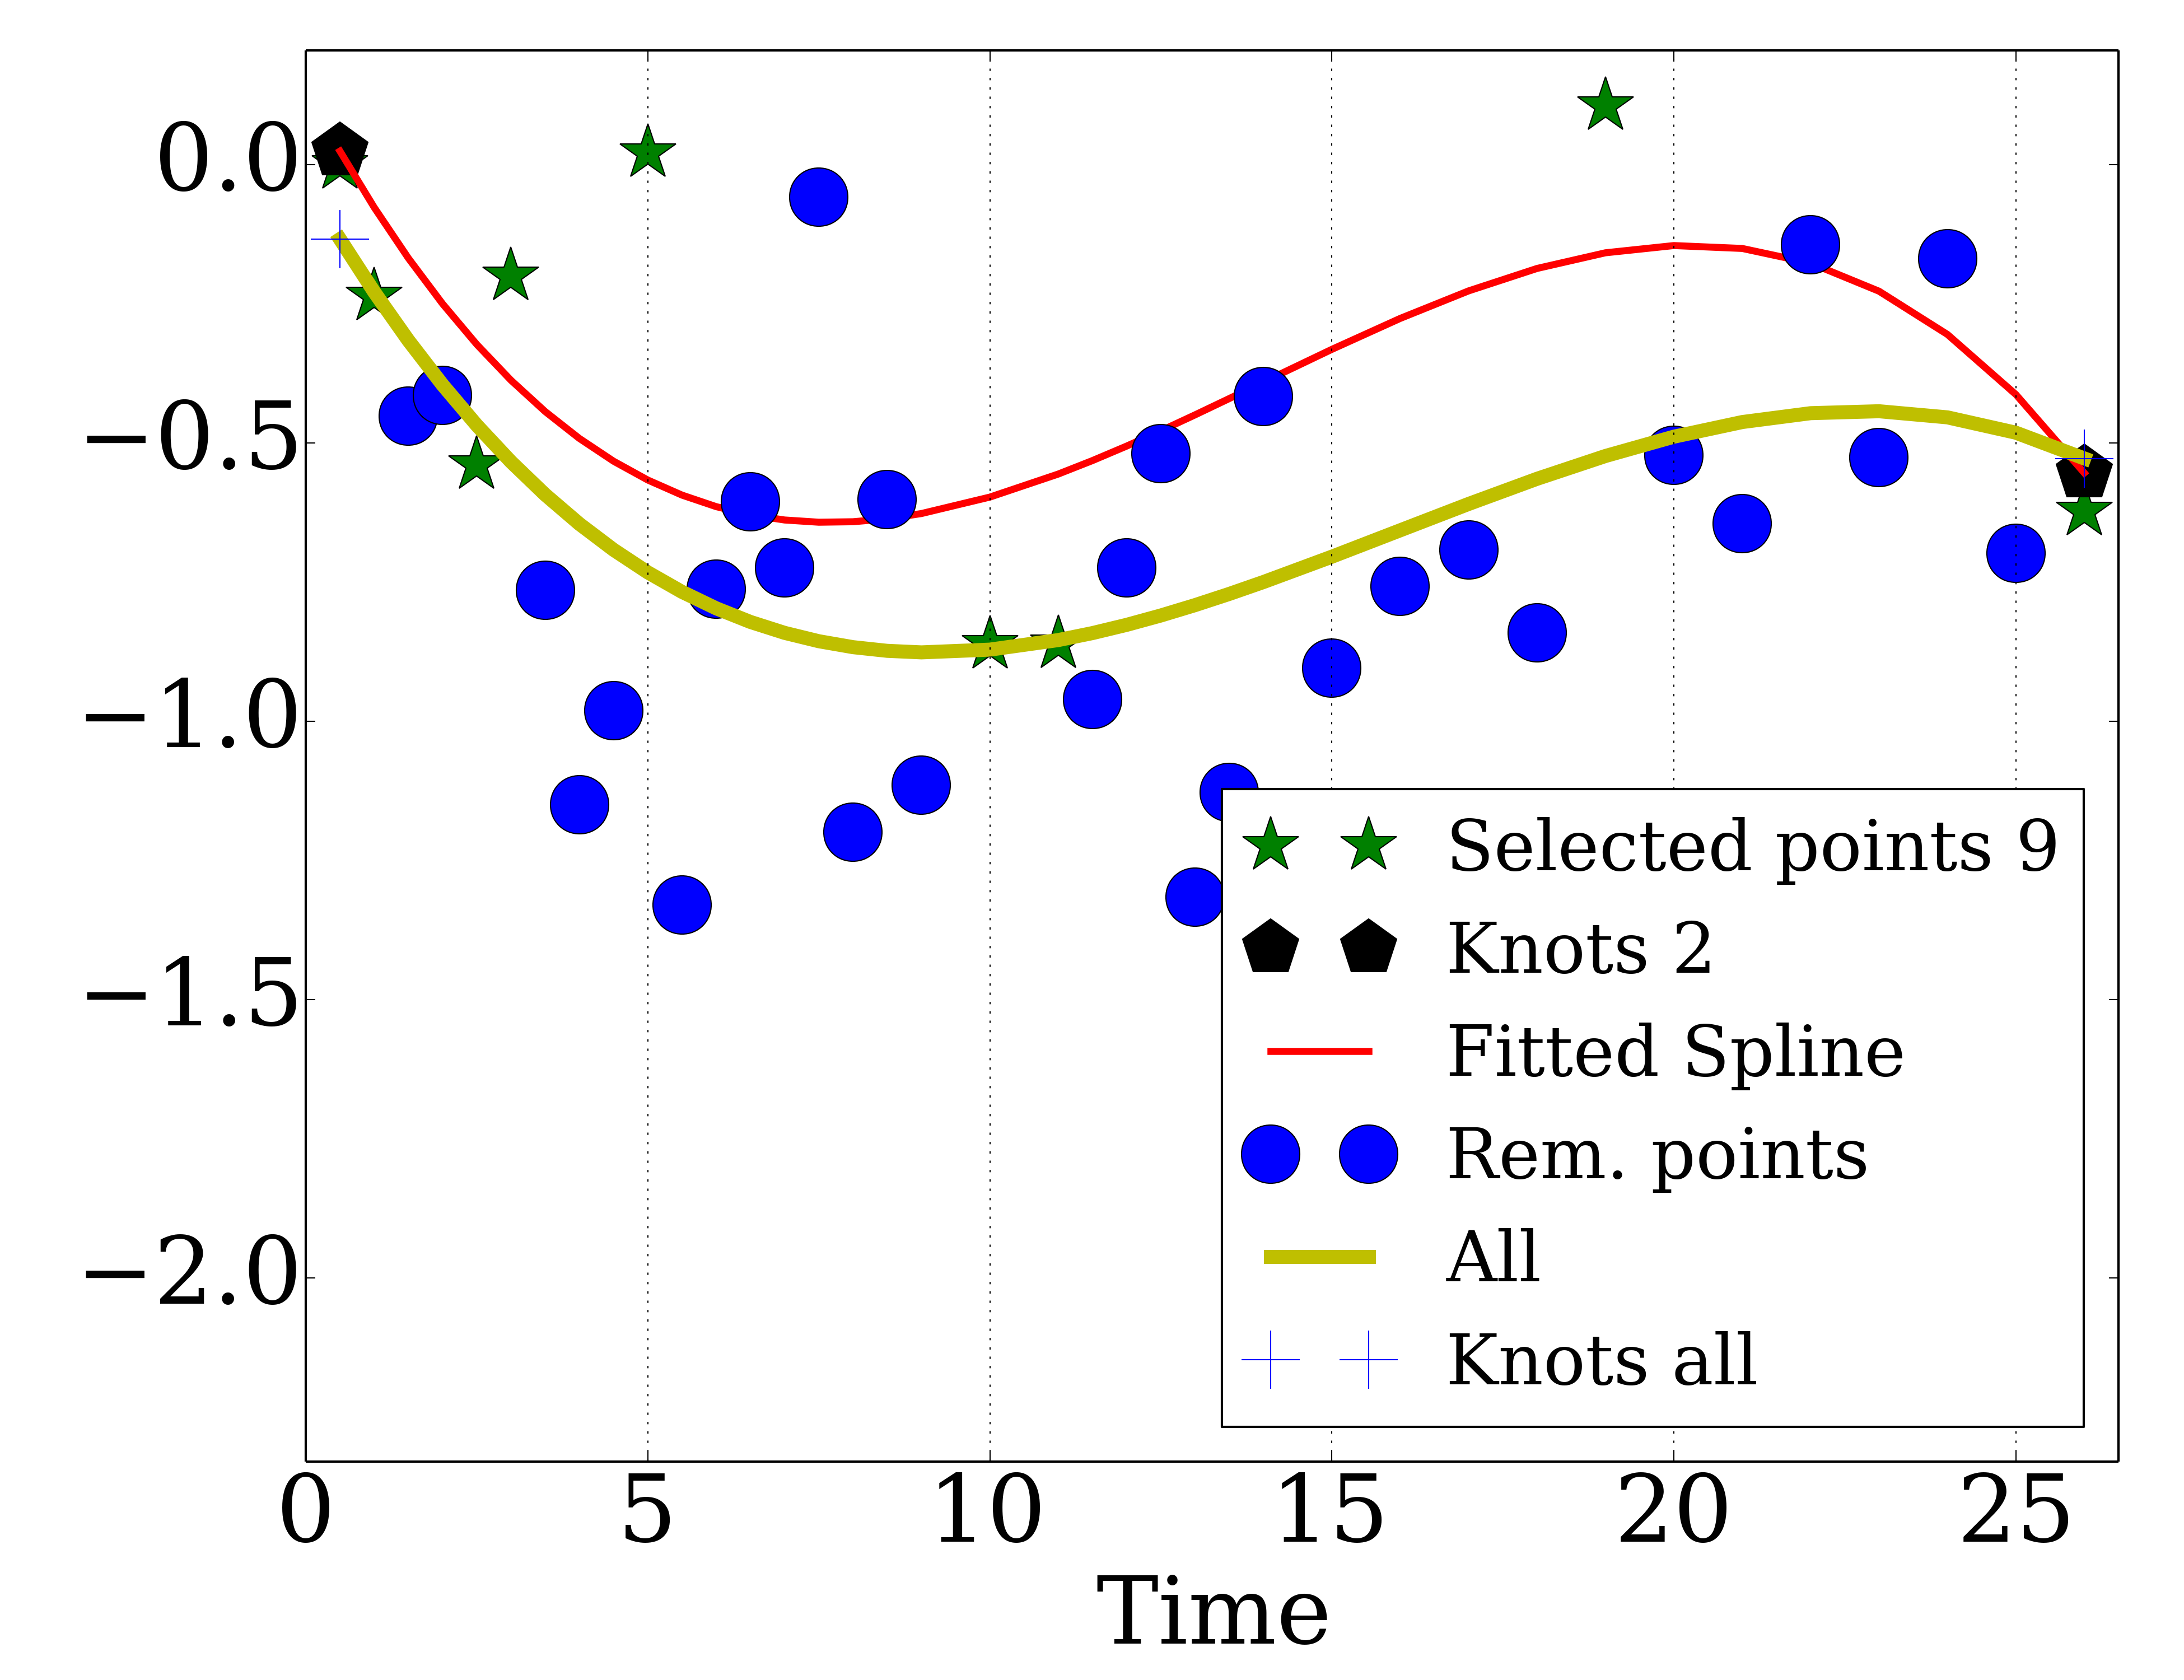 0.0
−0.5
−1.0
−1.5
−2.0
Selected points 9
Knots 2
Fitted Spline
Rem. points
All
Knots all
0 5 10 15 20 25
Time